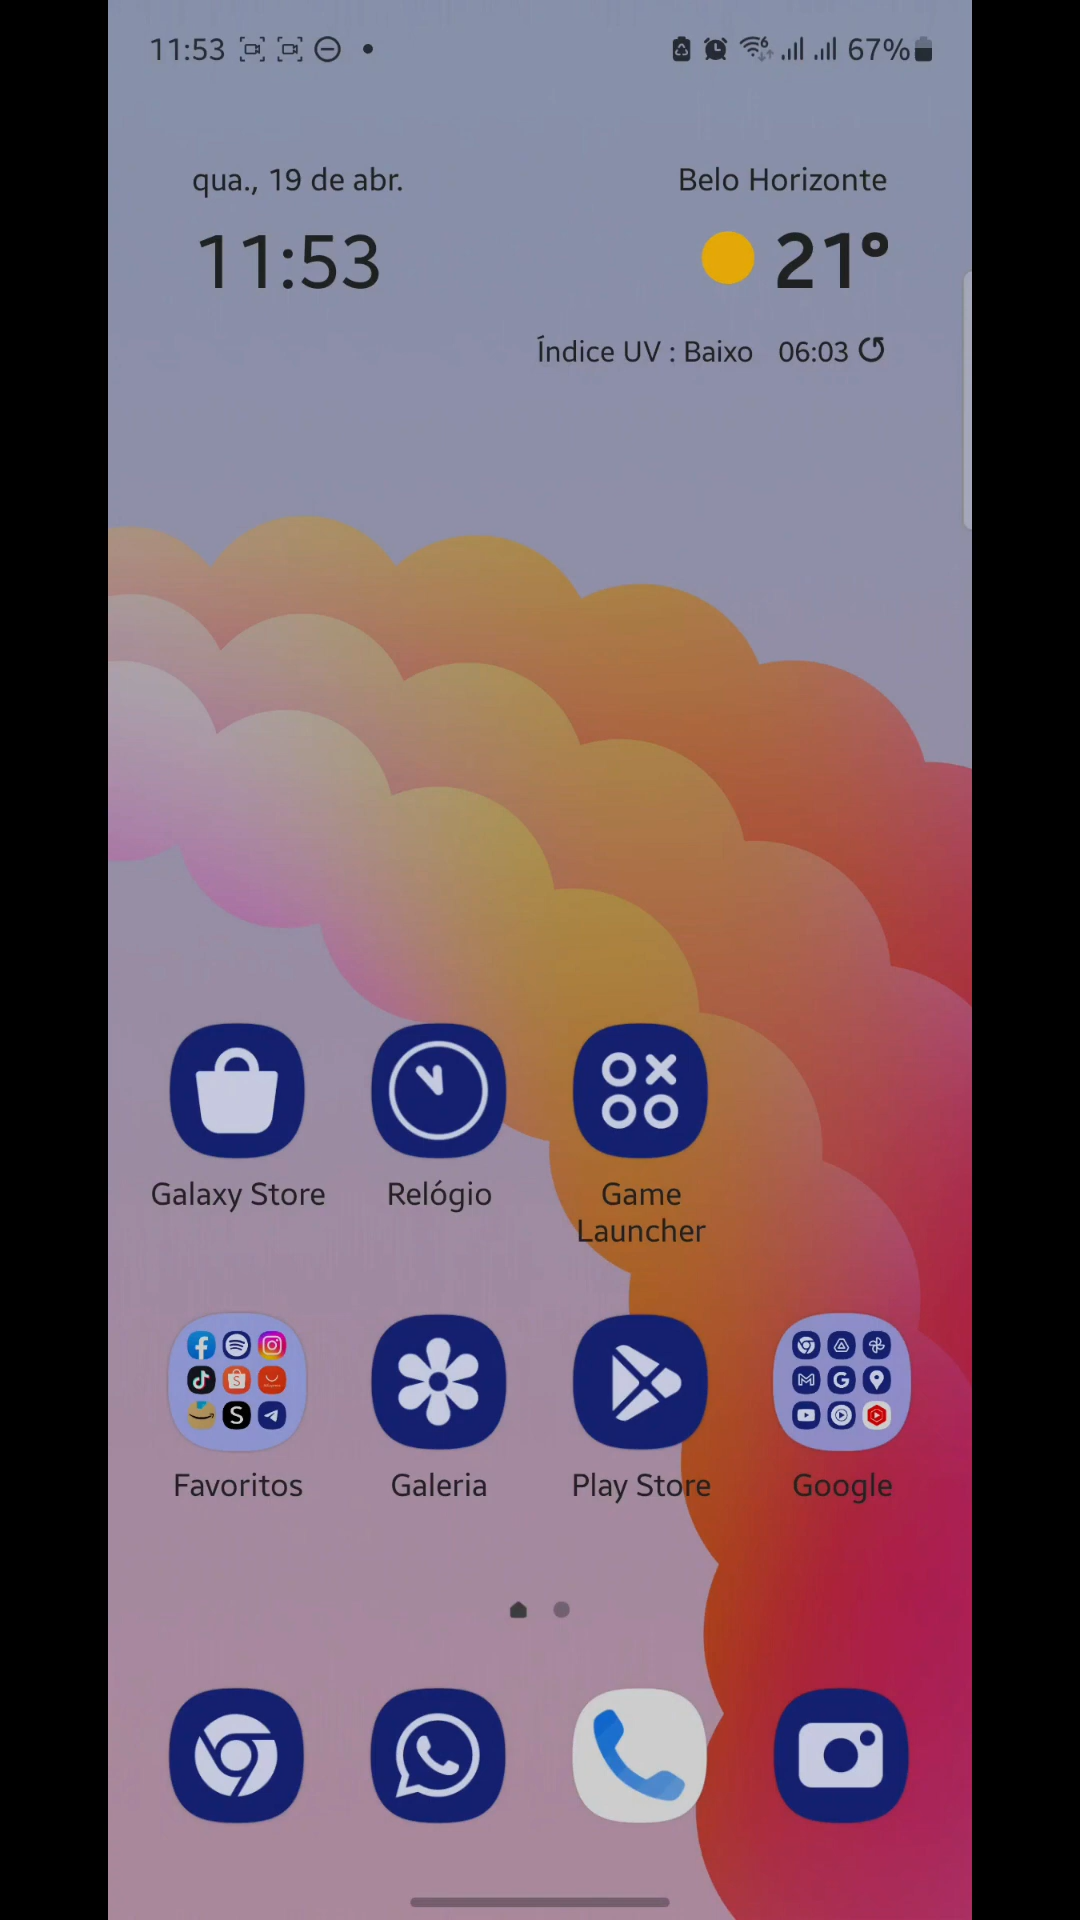 11:53 67%
qua., 19 de abr. Belo Horizonte
11:53 21°
Índice UV : Baixo 06:03
Galaxy Store Relógio Game Launcher
Favoritos Galeria Play Store Google